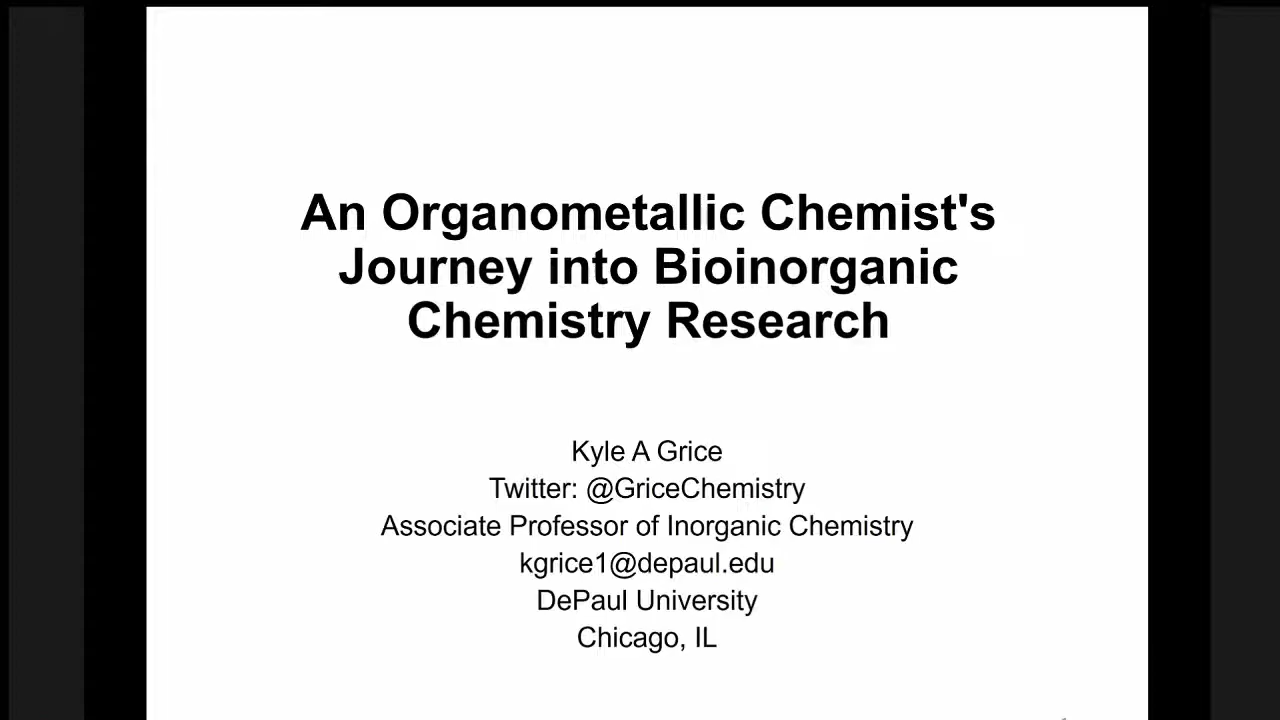 An Organometallic Chemist's
Journey into Bioinorganic
Chemistry Research
Kyle A Grice
Twitter: @GriceChemistry
Associate Professor of Inorganic Chemistry
kgrice1@depaul.edu
DePaul University
Chicago, IL